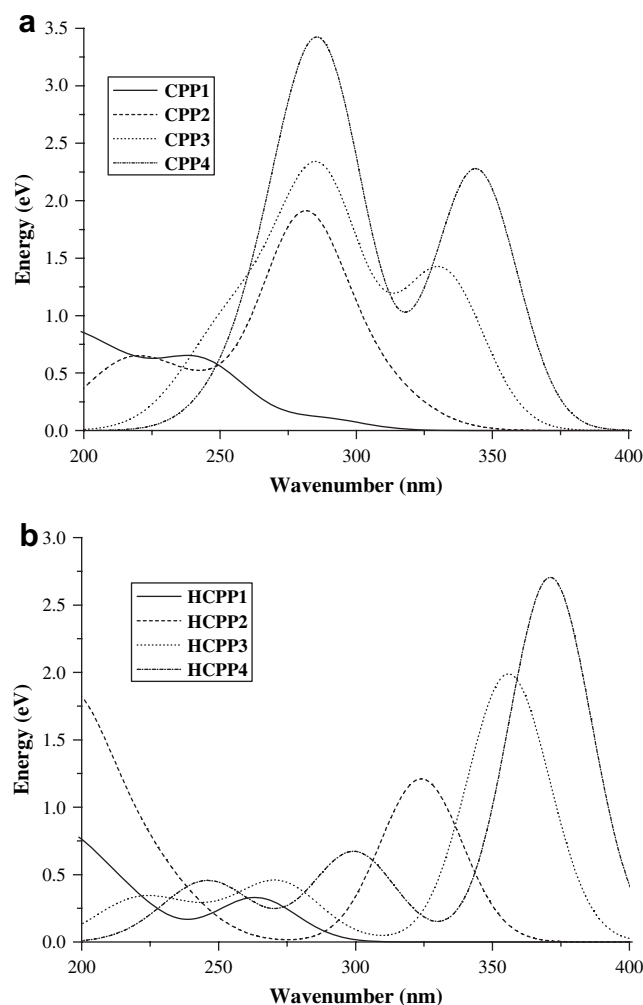 a
3.5
3.0
2.5
2.0
1.5
1.0
0.5
0.0
Energy (eV)
CPP1
CPP2
CPP3
CPP4
200 250 300 350 400
Wavenumber (nm)
b
3.0
2.5
2.0
1.5
1.0
0.5
0.0
Energy (eV)
HCPP1
HCPP2
HCPP3
HCPP4
200 250 300 350 400
Wavenumber (nm)